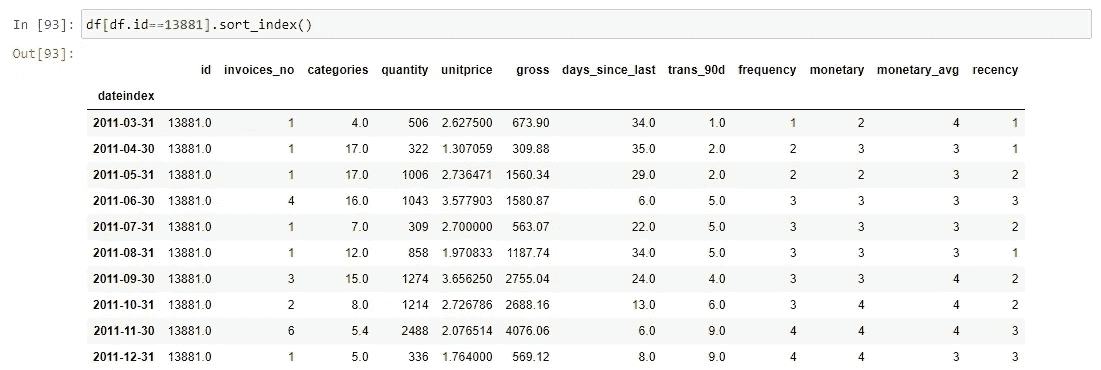 In [93]: df[df.id==13881].sort_index()
Out[93]:
id invoices_no categories quantity unitprice gross days_since_last trans_90d frequency monetary monetary_avg recency
dateindex
2011-03-31 13881.0 1 4.0 506 2.627500 673.90 34.0 1.0 1 2 4 1
2011-04-30 13881.0 1 17.0 322 1.307059 309.88 35.0 2.0 2 3 3 1
2011-05-31 13881.0 1 17.0 1006 2.736471 1560.34 29.0 2.0 2 2 3 2
2011-06-30 13881.0 4 16.0 1043 3.577903 1580.87 6.0 5.0 3 3 3 3
2011-07-31 13881.0 1 7.0 309 2.700000 563.07 22.0 5.0 3 3 3 2
2011-08-31 13881.0 1 12.0 858 1.970833 1187.74 34.0 5.0 3 3 3 1
2011-09-30 13881.0 3 15.0 1274 3.656250 2755.04 24.0 4.0 3 3 4 2
2011-10-31 13881.0 2 8.0 1214 2.726786 2688.16 13.0 6.0 3 4 4 2
2011-11-30 13881.0 6 5.4 2488 2.076514 4076.06 6.0 9.0 4 4 4 3
2011-12-31 13881.0 1 5.0 336 1.764000 569.12 8.0 9.0 4 4 3 3